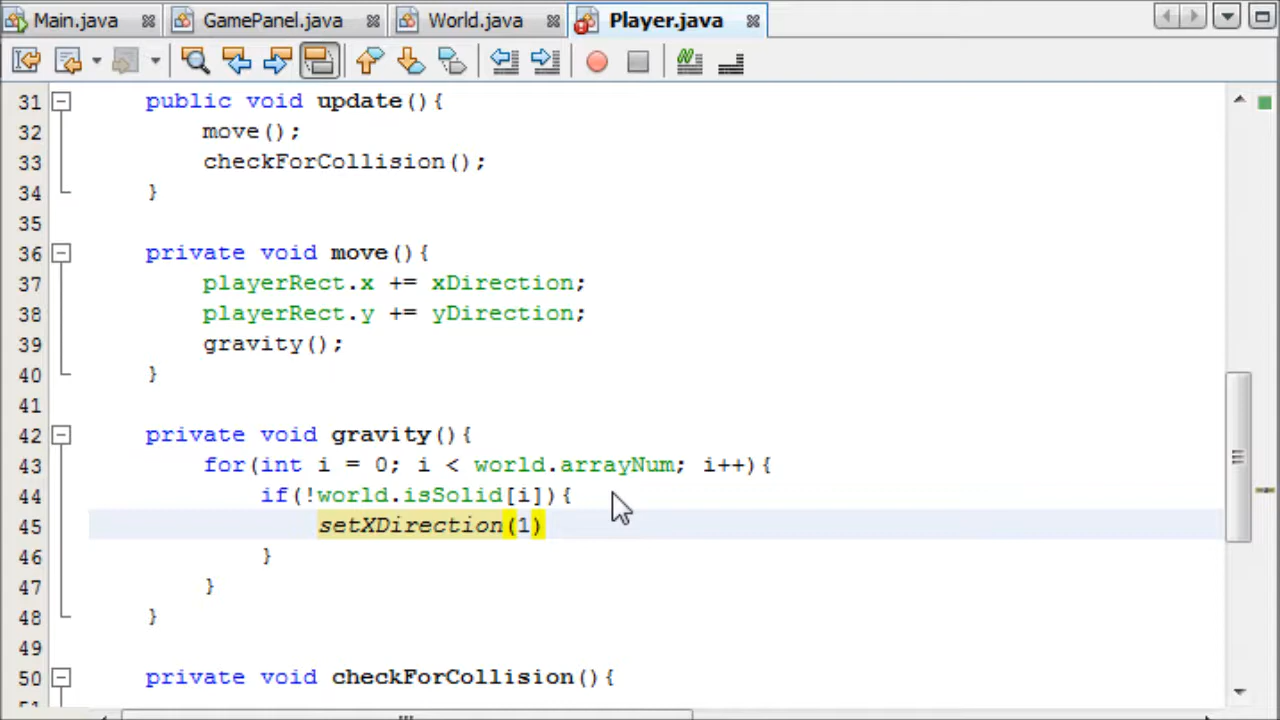 Main.java GamePanel.java World.java Player.java
31 public void update(){
32 move();
33 checkForCollision();
34 }
35
36 private void move(){
37 playerRect.x += xDirection;
38 playerRect.y += yDirection;
39 gravity();
40 }
41
42 private void gravity(){
43 for(int i = 0; i < world.arrayNum; i++){
44 if(!world.isSolid[i]){
45 setXDirection(1)
46 }
47 }
48 }
49
50 private void checkForCollision(){